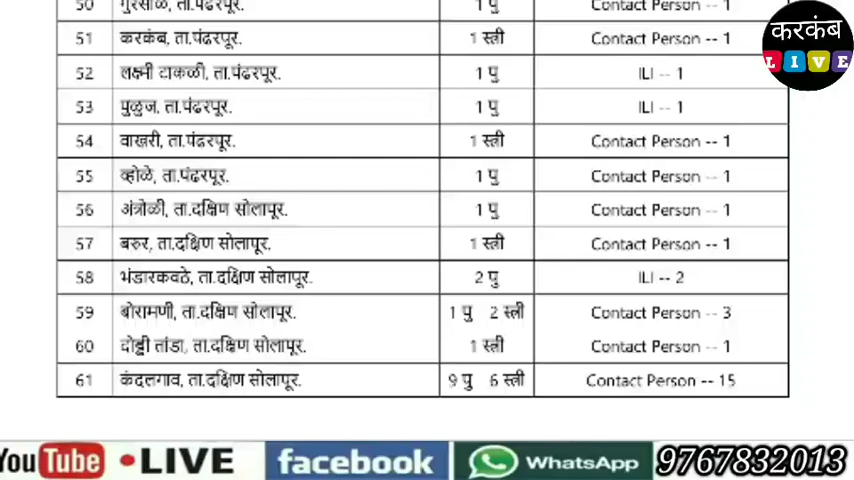 50 गुरसाळे, ता.पंढरपूर. 1 पु Contact Person -- 1
51 करकंब, ता.पंढरपूर. 1 स्त्री Contact Person -- 1
52 लक्ष्मी टाकळी, ता.पंढरपूर. 1 पु ILI -- 1
53 पुळुज, ता.पंढरपूर. 1 पु ILI -- 1
54 वाखरी, ता.पंढरपूर. 1 स्त्री Contact Person -- 1
55 व्होळे, ता.पंढरपूर. 1 पु Contact Person -- 1
56 अंत्रोळी, ता.दक्षिण सोलापूर. 1 पु Contact Person -- 1
57 बरुर, ता.दक्षिण सोलापूर. 1 स्त्री Contact Person -- 1
58 भंडारकवठे, ता.दक्षिण सोलापूर. 2 पु ILI -- 2
59 बोरामणी, ता.दक्षिण सोलापूर. 1 पु 2 स्त्री Contact Person -- 3
60 दोड्डी तांडा, ता.दक्षिण सोलापूर. 1 स्त्री Contact Person -- 1
61 कंदलगाव, ता.दक्षिण सोलापूर. 9 पु 6 स्त्री Contact Person -- 15
करकंब
LIVE
YouTube LIVE facebook WhatsApp 9767832013